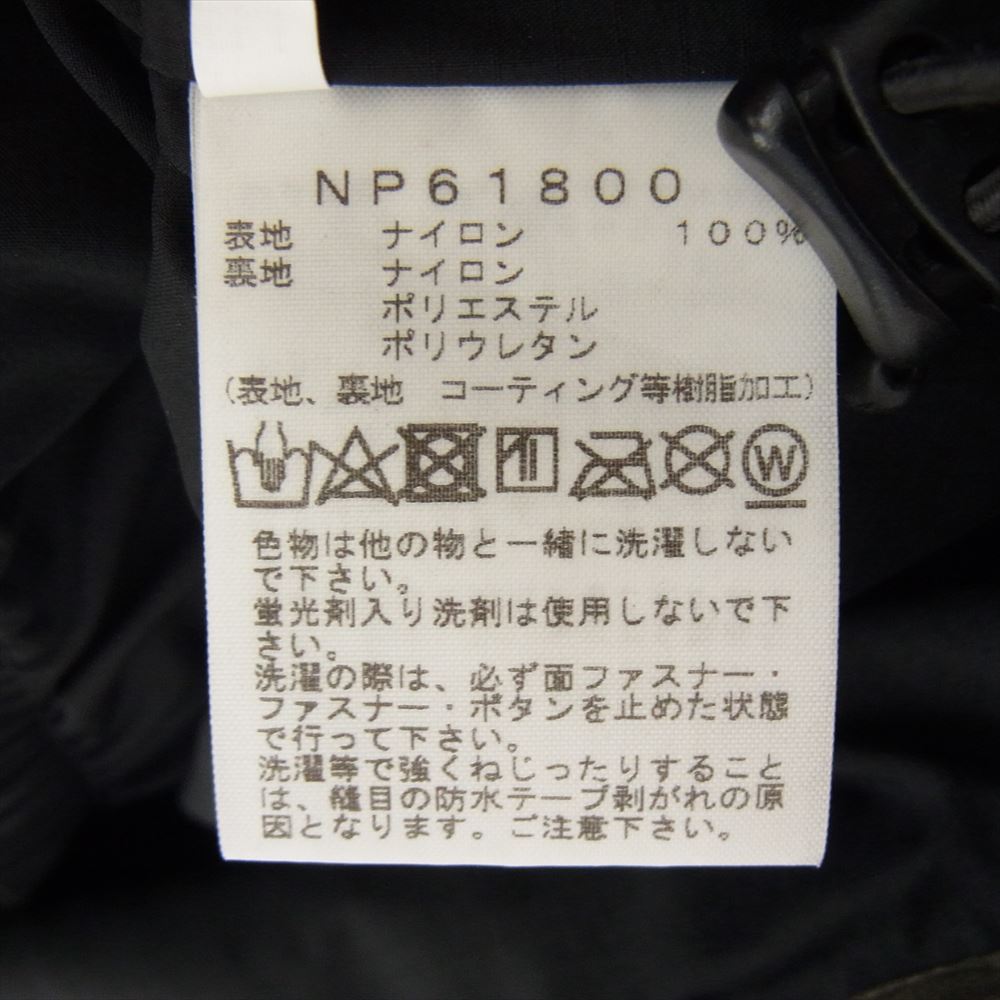 NP61800
表地 ナイロン 100%
裏地 ナイロン
ポリエステル
ポリウレタン
(表地、裏地 コーティング等樹脂加工)
W
色物は他の物と一緒に洗濯しない
で下さい。
蛍光剤入り洗剤は使用しないで下
さい。
洗濯の際は、必ず面ファスナー・
ファスナー・ボタンを止めた状態
で行って下さい。
洗濯等で強くねじったりすること
は、縫目の防水テープ剥がれの原
因となります。ご注意下さい。